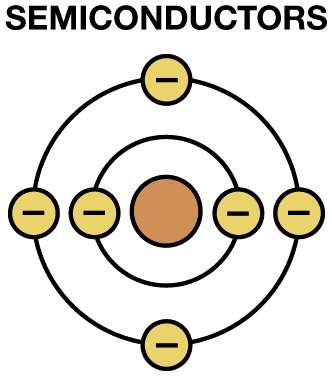 SEMICONDUCTORS
−
− − − −
−